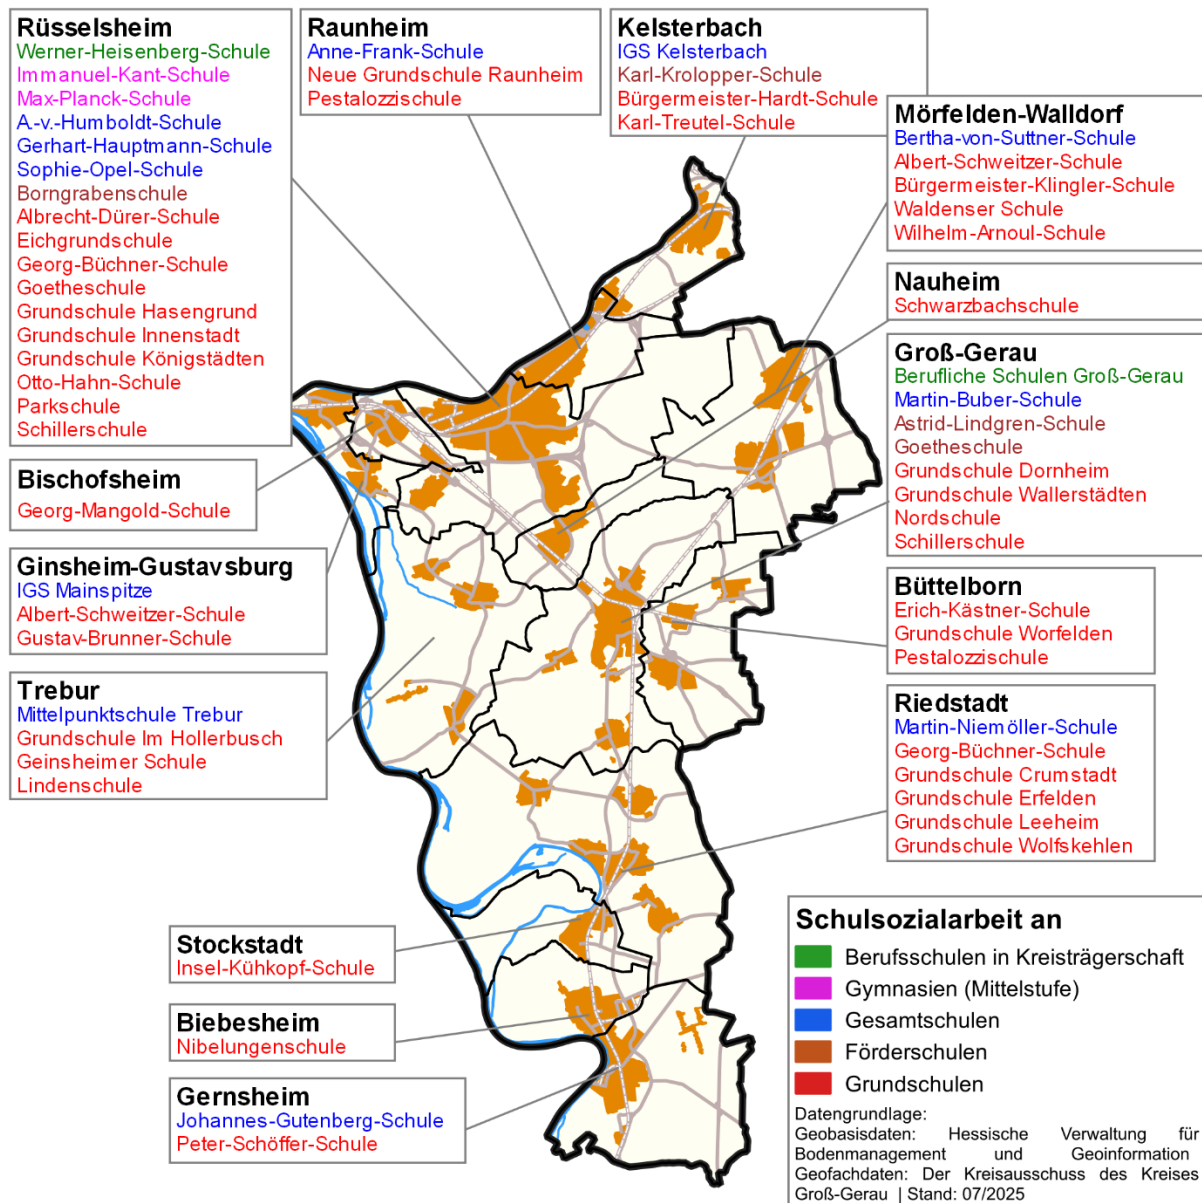 Rüsselsheim
Werner-Heisenberg-Schule
Immanuel-Kant-Schule
Max-Planck-Schule
A.-v.-Humboldt-Schule
Gerhart-Hauptmann-Schule
Sophie-Opel-Schule
Borngrabenschule
Albrecht-Dürer-Schule
Eichgrundschule
Georg-Büchner-Schule
Goetheschule
Grundschule Hasengrund
Grundschule Innenstadt
Grundschule Königstädten
Otto-Hahn-Schule
Parkschule
Schillerschule
Raunheim
Anne-Frank-Schule
Neue Grundschule Raunheim
Pestalozzischule
Kelsterbach
IGS Kelsterbach
Karl-Krolopper-Schule
Bürgermeister-Hardt-Schule
Karl-Treutel-Schule
Mörfelden-Walldorf
Bertha-von-Suttner-Schule
Albert-Schweitzer-Schule
Bürgermeister-Klingler-Schule
Waldenser Schule
Wilhelm-Arnoul-Schule
Nauheim
Schwarzbachschule
Groß-Gerau
Berufliche Schulen Groß-Gerau
Martin-Buber-Schule
Astrid-Lindgren-Schule
Goetheschule
Grundschule Dornheim
Grundschule Wallerstädten
Nordschule
Schillerschule
Bischofsheim
Georg-Mangold-Schule
Ginsheim-Gustavsburg
IGS Mainspitze
Albert-Schweitzer-Schule
Gustav-Brunner-Schule
Büttelborn
Erich-Kästner-Schule
Grundschule Worfelden
Pestalozzischule
Trebur
Mittelpunktschule Trebur
Grundschule Im Hollerbusch
Geinsheimer Schule
Lindenschule
Riedstadt
Martin-Niemöller-Schule
Georg-Büchner-Schule
Grundschule Crumstadt
Grundschule Erfelden
Grundschule Leeheim
Grundschule Wolfskehlen
Stockstadt
Insel-Kühkopf-Schule
Biebesheim
Nibelungenschule
Gernsheim
Johannes-Gutenberg-Schule
Peter-Schöffer-Schule
Schulsozialarbeit an
Berufsschulen in Kreisträgerschaft
Gymnasien (Mittelstufe)
Gesamtschulen
Förderschulen
Grundschulen
Datengrundlage:
Geobasisdaten: Hessische Verwaltung für
Bodenmanagement und Geoinformation
Geofachdaten: Der Kreisausschuss des Kreises
Groß-Gerau | Stand: 07/2025